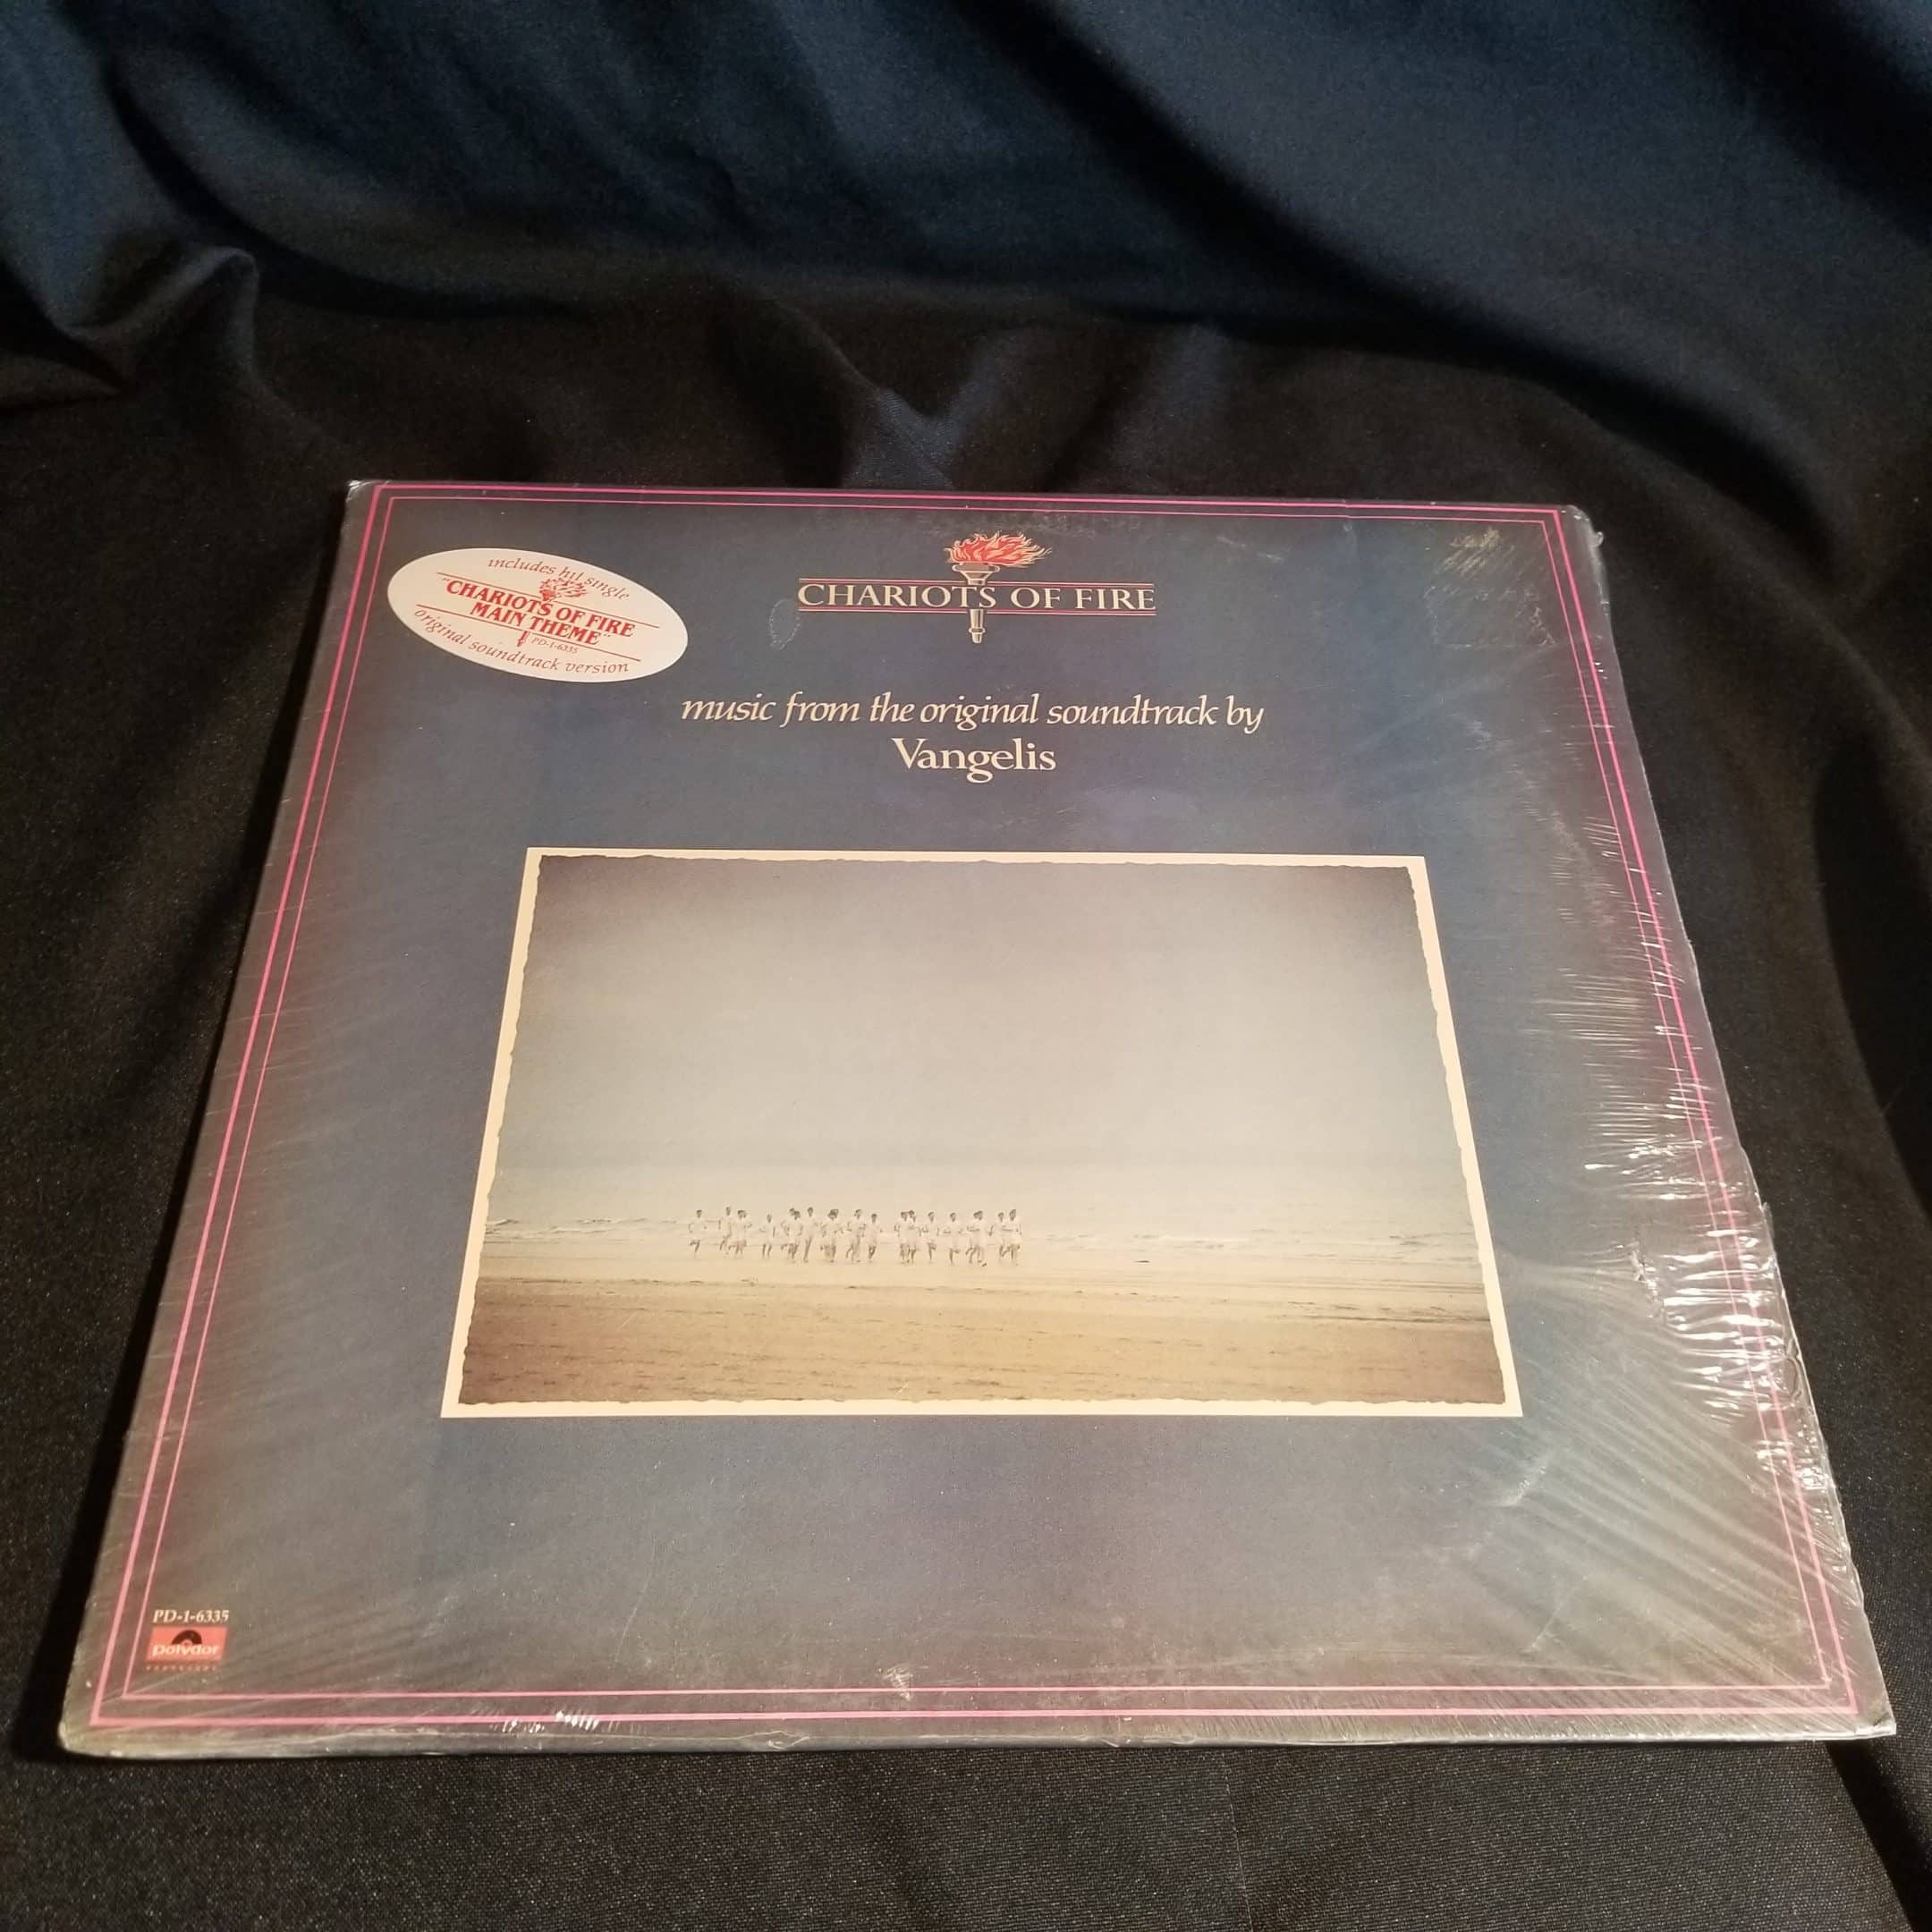 includes hit single
"CHARIOTS OF FIRE
MAIN THEME"
PD-1-6335
original soundtrack version
CHARIOTS OF FIRE
music from the original soundtrack by
Vangelis
PD-1-6335
polydor